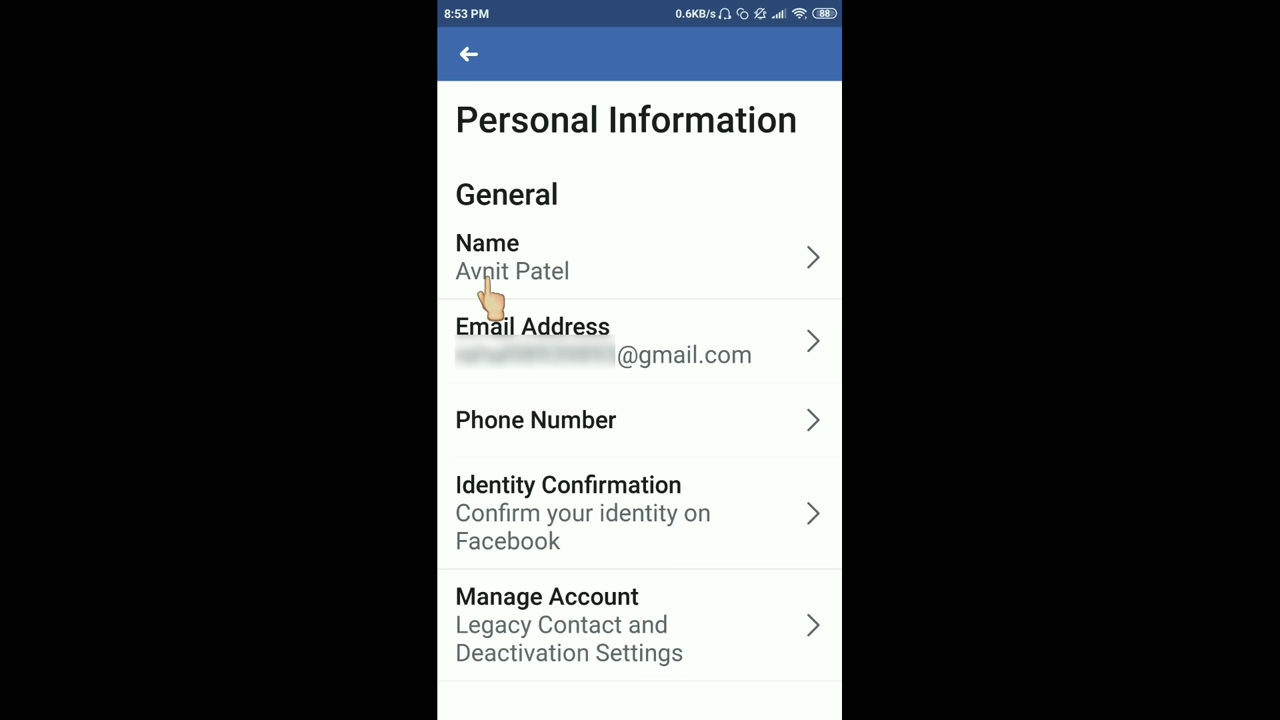 8:53 PM 0.6KB/s 88
Personal Information
General
Name
Avnit Patel
Email Address
@gmail.com
Phone Number
Identity Confirmation
Confirm your identity on
Facebook
Manage Account
Legacy Contact and
Deactivation Settings